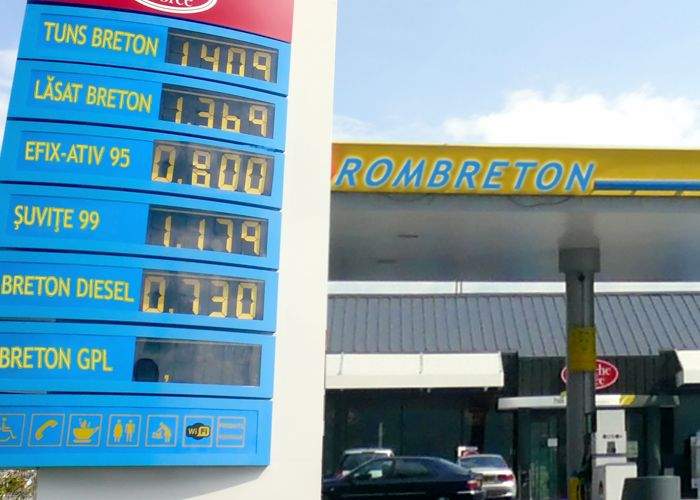 TUNS BRETON 1.409
LĂSAT BRETON 1.369
EFIX-ATIV 95 0.800
ŞUVIŢE 99 1.179
BRETON DIESEL 0.730
BRETON GPL
WiFi
ROMBRETON